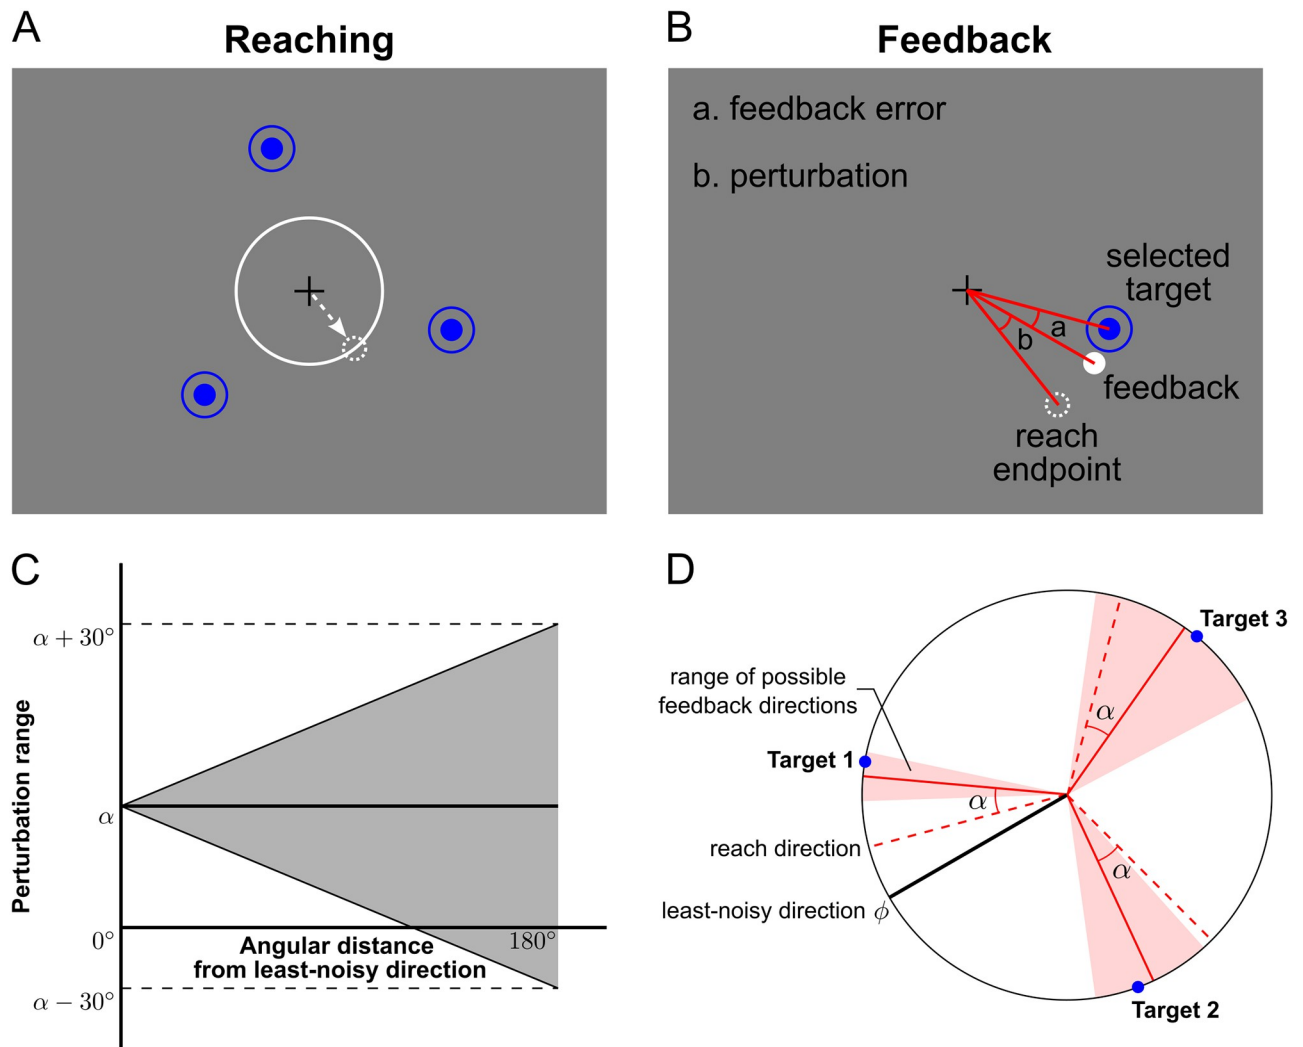 A
Reaching
B
Feedback
a. feedback error
b. perturbation
selected
target
a
b
feedback
reach
endpoint
C
Perturbation range
α + 30°
α
0°
α − 30°
180°
Angular distance
from least-noisy direction
D
Target 3
range of possible
feedback directions
α
Target 1
α
reach direction
α
least-noisy direction ϕ
Target 2